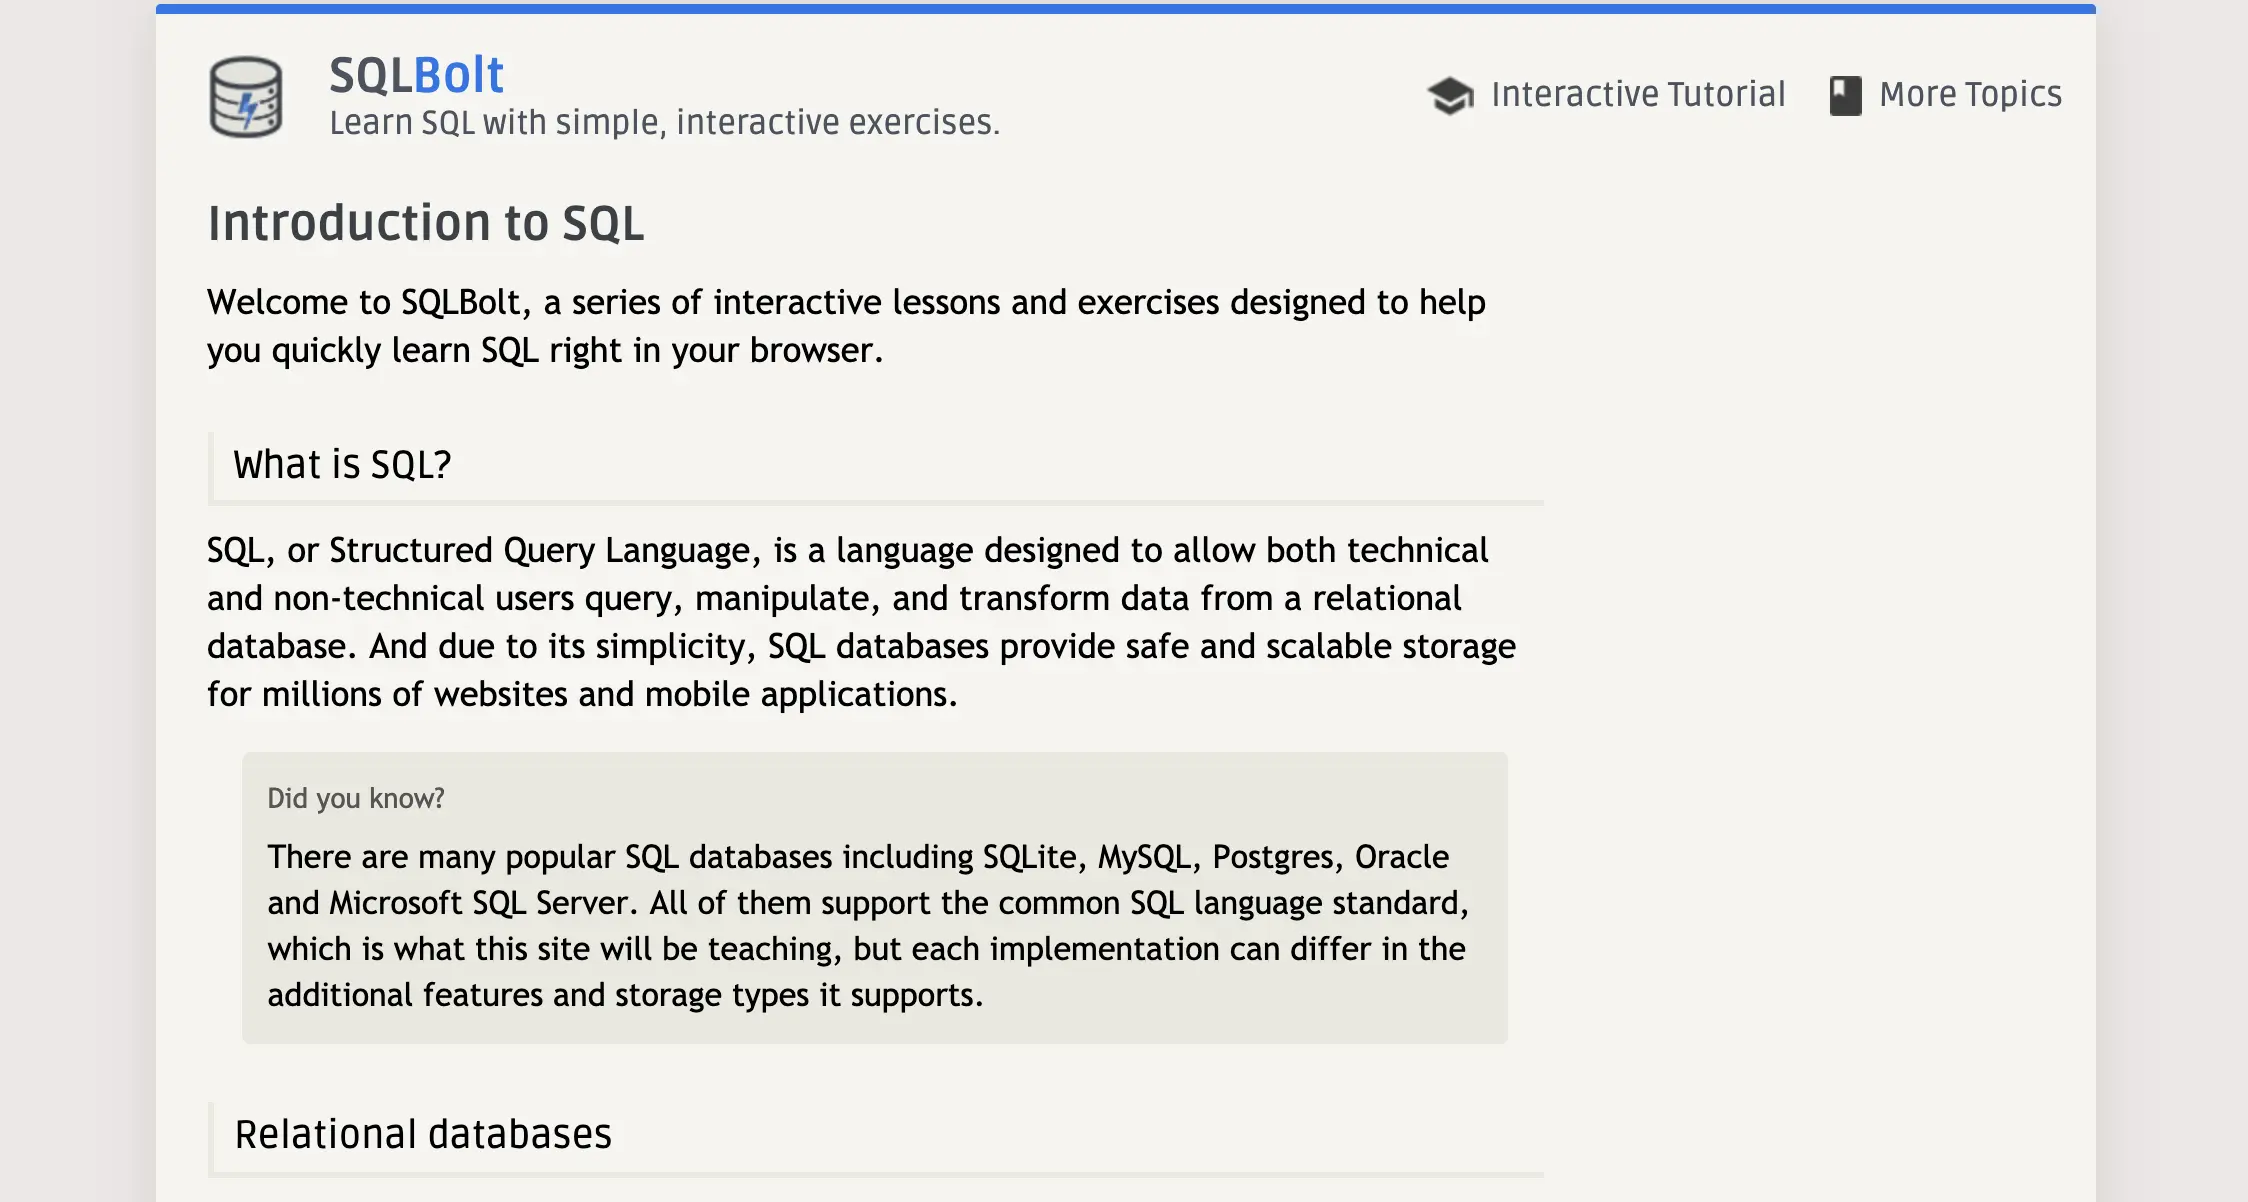 SQLBolt
Learn SQL with simple, interactive exercises.
Interactive Tutorial
More Topics
Introduction to SQL
Welcome to SQLBolt, a series of interactive lessons and exercises designed to help
you quickly learn SQL right in your browser.
What is SQL?
SQL, or Structured Query Language, is a language designed to allow both technical
and non-technical users query, manipulate, and transform data from a relational
database. And due to its simplicity, SQL databases provide safe and scalable storage
for millions of websites and mobile applications.
Did you know?
There are many popular SQL databases including SQLite, MySQL, Postgres, Oracle
and Microsoft SQL Server. All of them support the common SQL language standard,
which is what this site will be teaching, but each implementation can differ in the
additional features and storage types it supports.
Relational databases